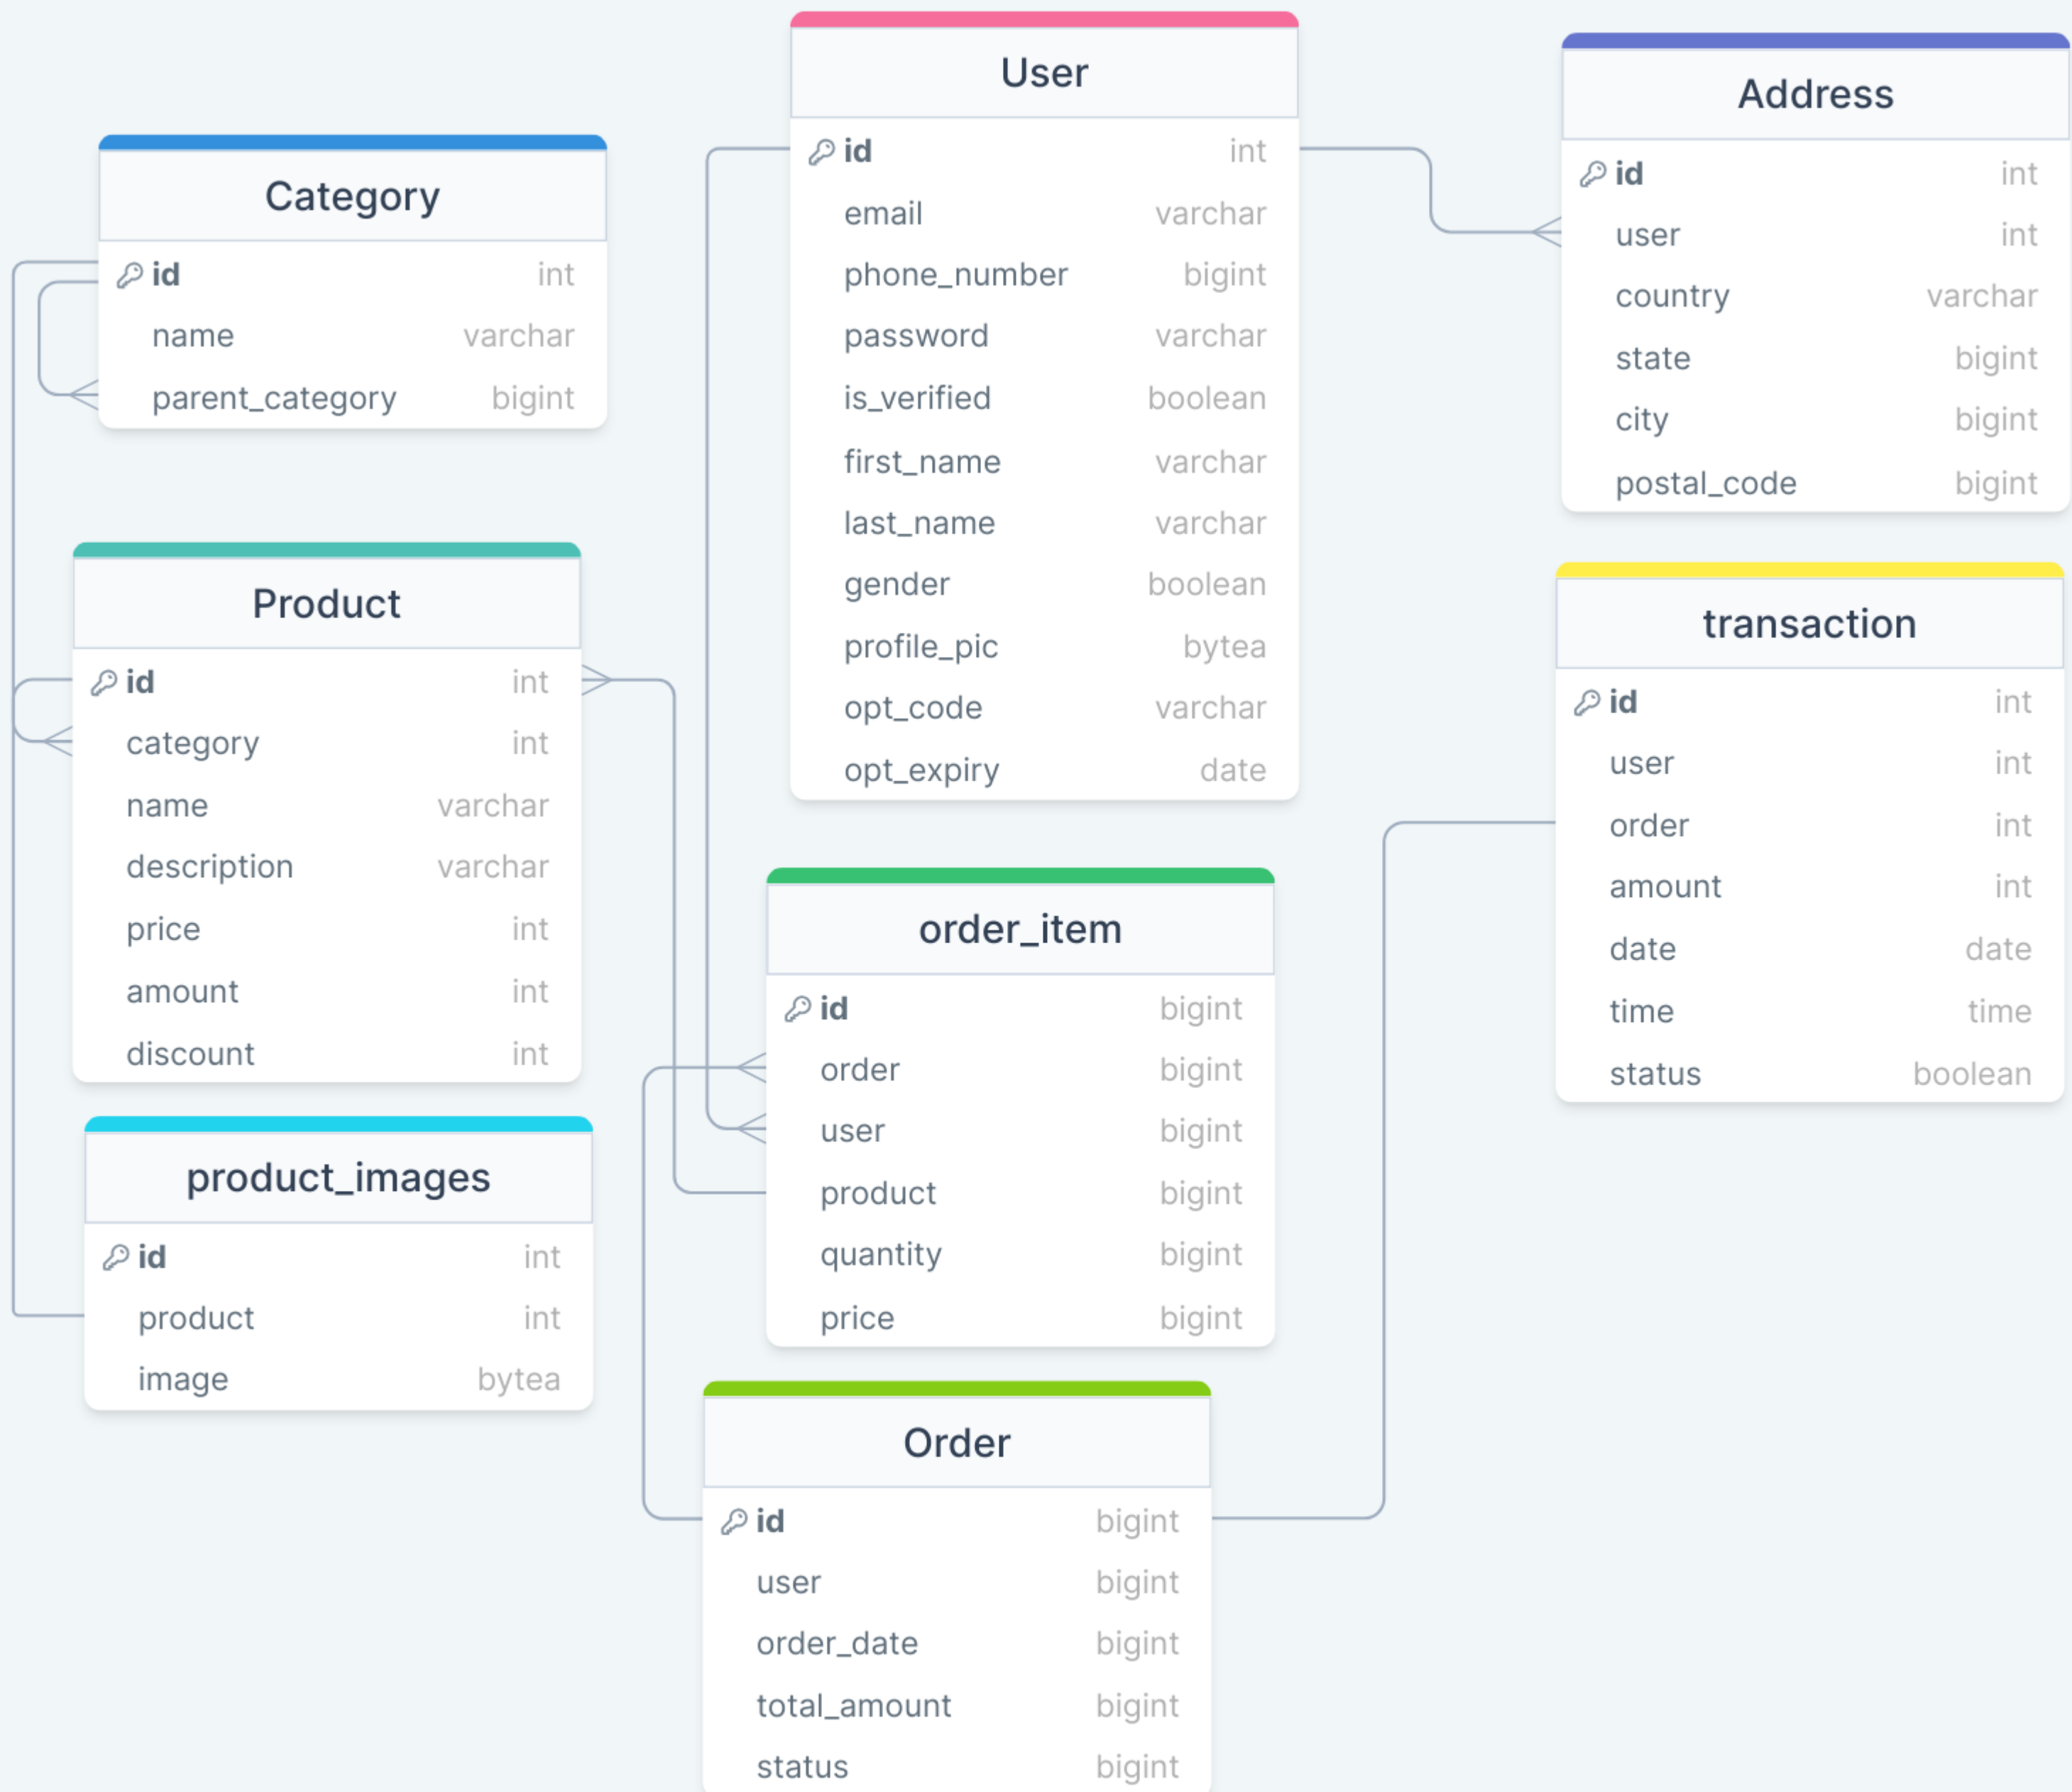 Category
id int
name varchar
parent_category bigint
Product
id int
category int
name varchar
description varchar
price int
amount int
discount int
product_images
id int
product int
image bytea
User
id int
email varchar
phone_number bigint
password varchar
is_verified boolean
first_name varchar
last_name varchar
gender boolean
profile_pic bytea
opt_code varchar
opt_expiry date
order_item
id bigint
order bigint
user bigint
product bigint
quantity bigint
price bigint
Order
id bigint
user bigint
order_date bigint
total_amount bigint
status bigint
Address
id int
user int
country varchar
state bigint
city bigint
postal_code bigint
transaction
id int
user int
order int
amount int
date date
time time
status boolean